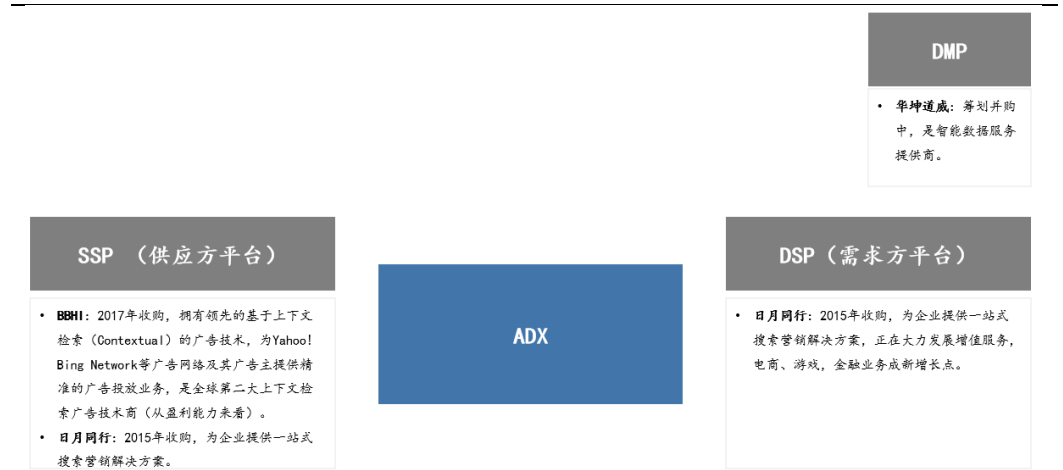 DMP
• 华坤道威：筹划并购
中，是智能数据服务
提供商。
SSP （供应方平台）
• BBHI：2017年收购，拥有领先的基于上下文
检索（Contextual）的广告技术，为Yahoo!
Bing Network等广告网络及其广告主提供精
准的广告投放业务，是全球第二大上下文检
索广告技术商（从盈利能力来看）。
• 日月同行：2015年收购，为企业提供一站式
搜索营销解决方案。
ADX
DSP（需求方平台）
• 日月同行：2015年收购，为企业提供一站式
搜索营销解决方案，正在大力发展增值服务，
电商、游戏，金融业务成新增长点。